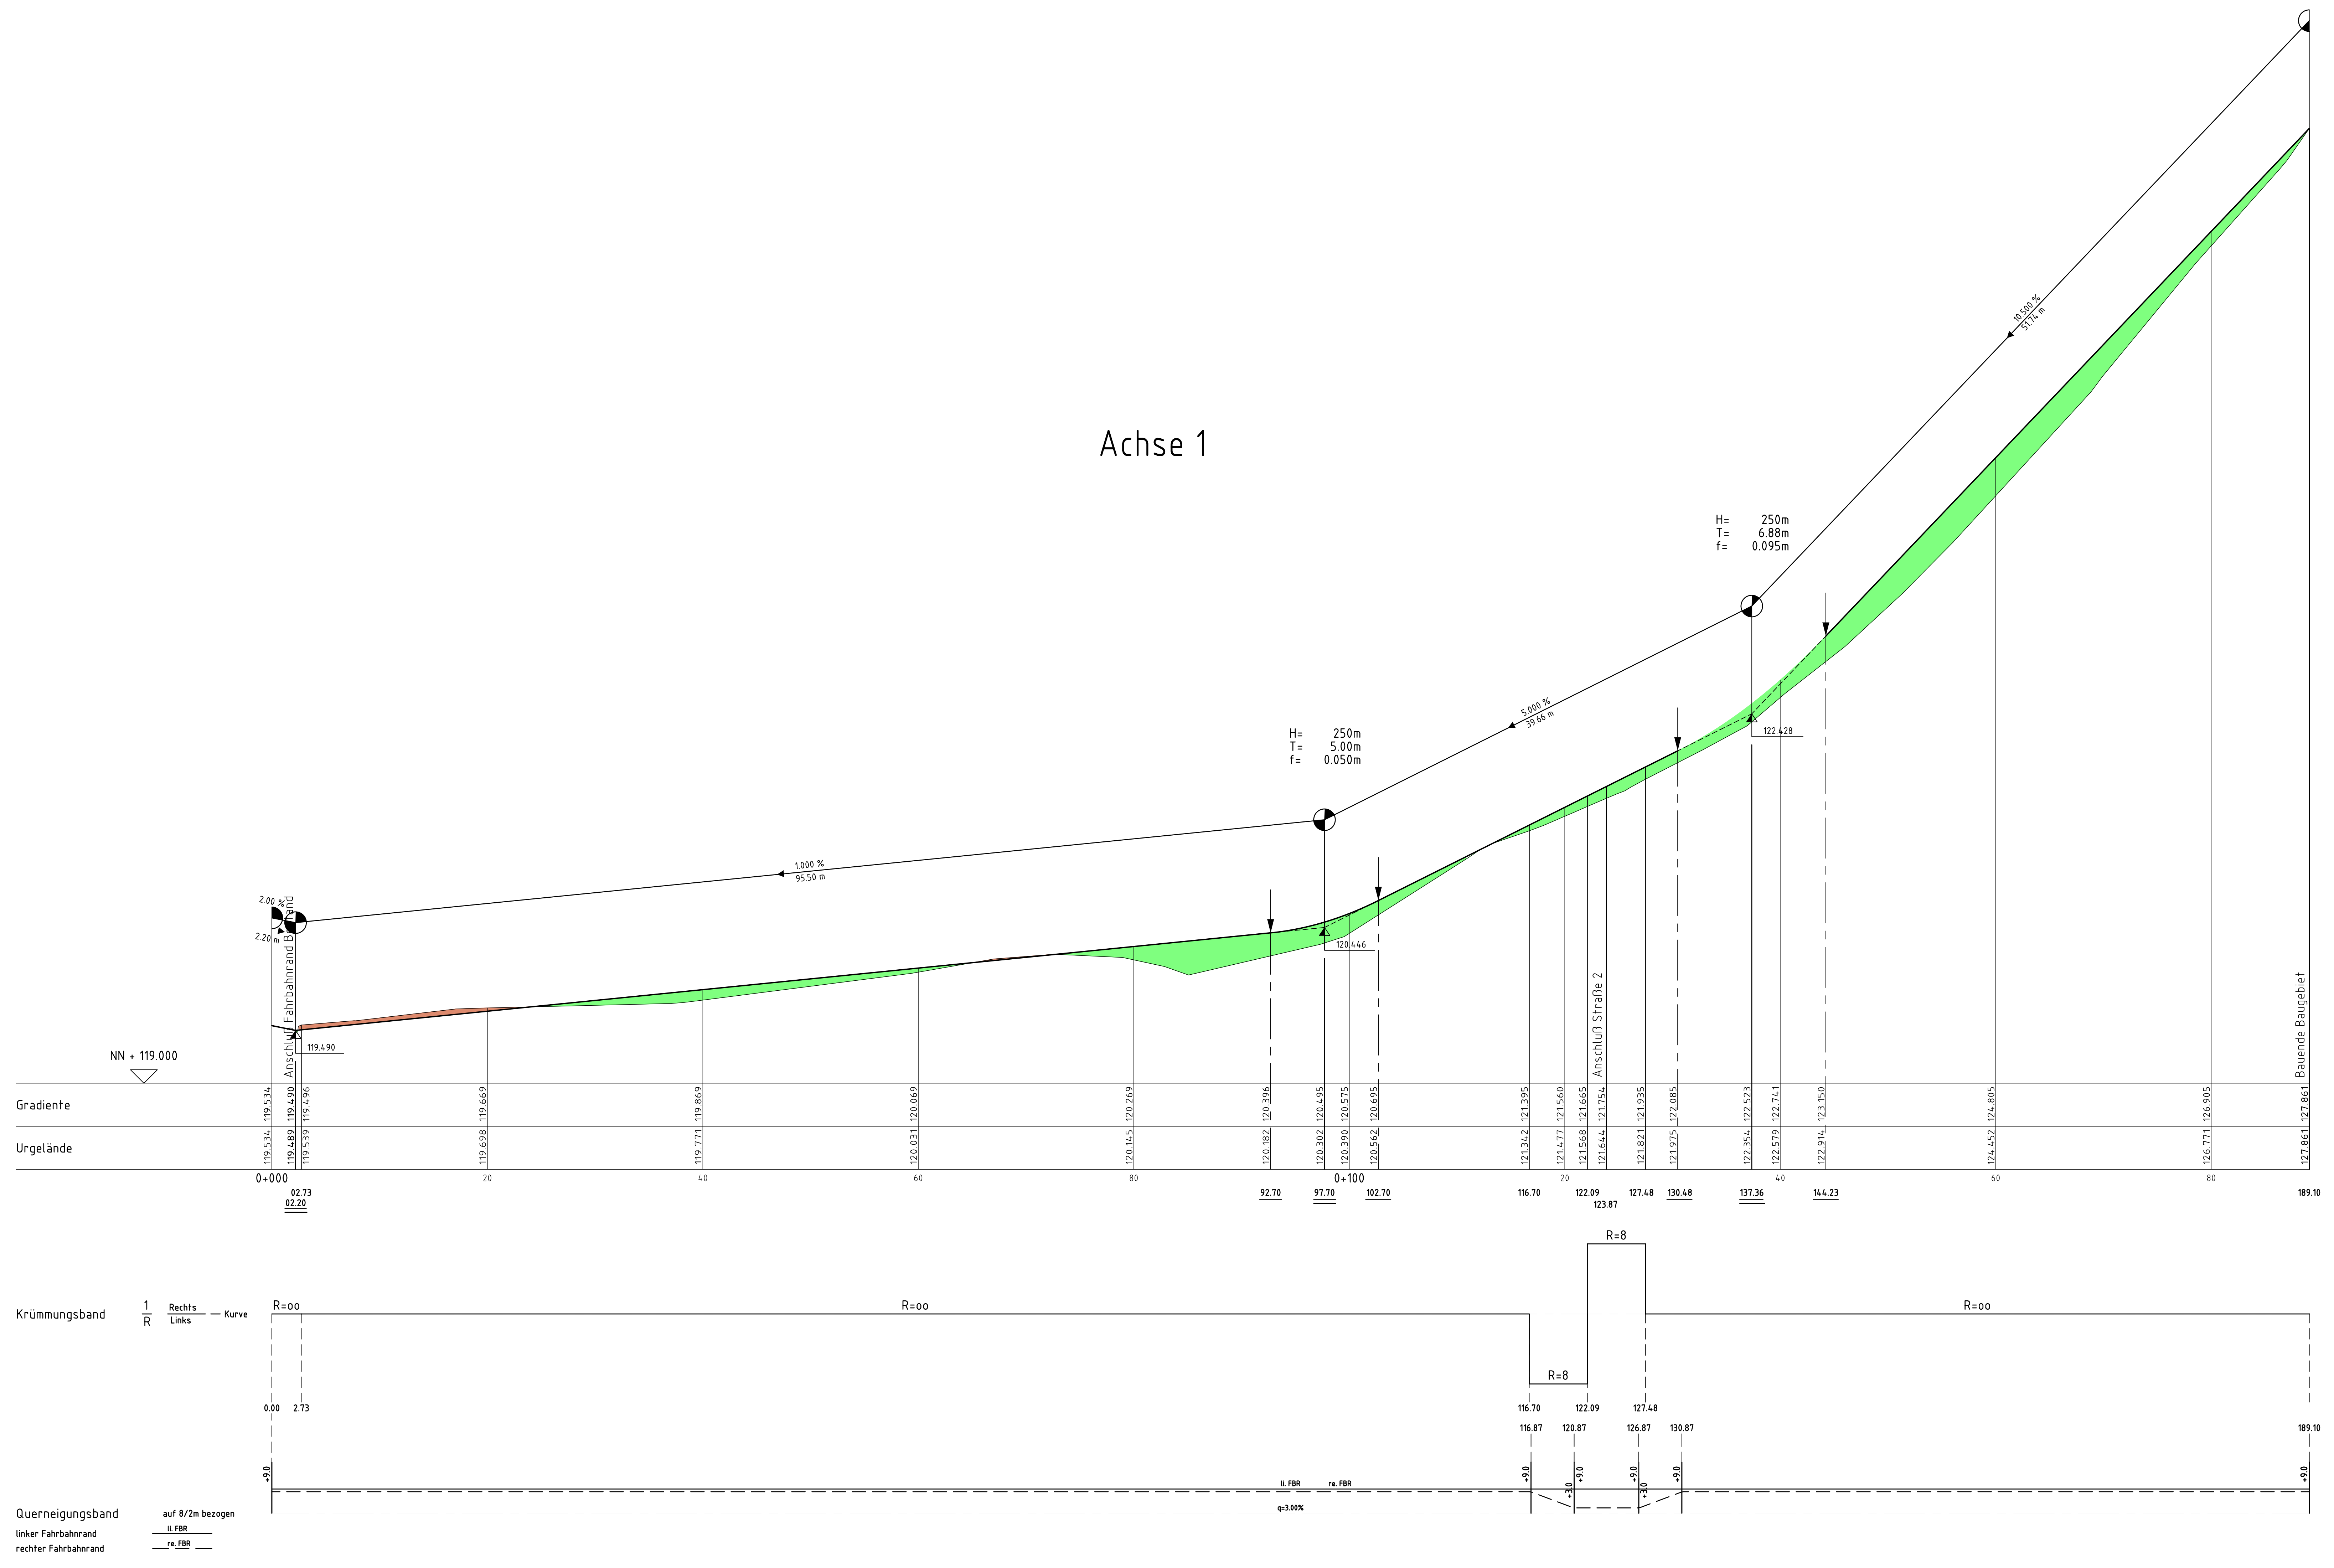 Achse 1
10.500 %
51.74 m
H= 250m
T= 6.88m
f= 0.095m
5.000 %
39.66 m
122.428
H= 250m
T= 5.00m
f= 0.050m
1.000 %
95.50 m
120.446
2.00 %
2.20 m
119.490
Anschluß Fahrbahnrand B
rand
Anschluß Straße 2
Bauende Baugebiet
NN + 119.000
Gradiente
119.534 119.490 119.496 119.669 119.869 120.069 120.269 120.396 120.495 120.575 120.695 121.395 121.560 121.665 121.754 121.935 122.085 122.523 122.741 123.150 124.805 126.905 127.861
Urgelände
119.534 119.489 119.539 119.698 119.771 120.031 120.145 120.182 120.302 120.390 120.562 121.342 121.477 121.568 121.644 121.821 121.975 122.354 122.579 122.914 124.452 126.771 127.861
0+000 20 40 60 80 0+100 20 40 60 80
02.73 92.70 97.70 102.70 116.70 122.09 127.48 130.48 137.36 144.23 189.10
02.20 123.87
R=8
Krümmungsband 1 Rechts Kurve
R Links
R=oo R=oo R=oo
R=8
0.00 2.73 116.70 122.09 127.48
116.87 120.87 126.87 130.87 189.10
+9.0 +9.0 +9.0 +9.0 +9.0 +9.0
+3.0 +3.0
li. FBR re. FBR
q=3.00%
Querneigungsband auf 8/2m bezogen
linker Fahrbahnrand li. FBR
rechter Fahrbahnrand re. FBR